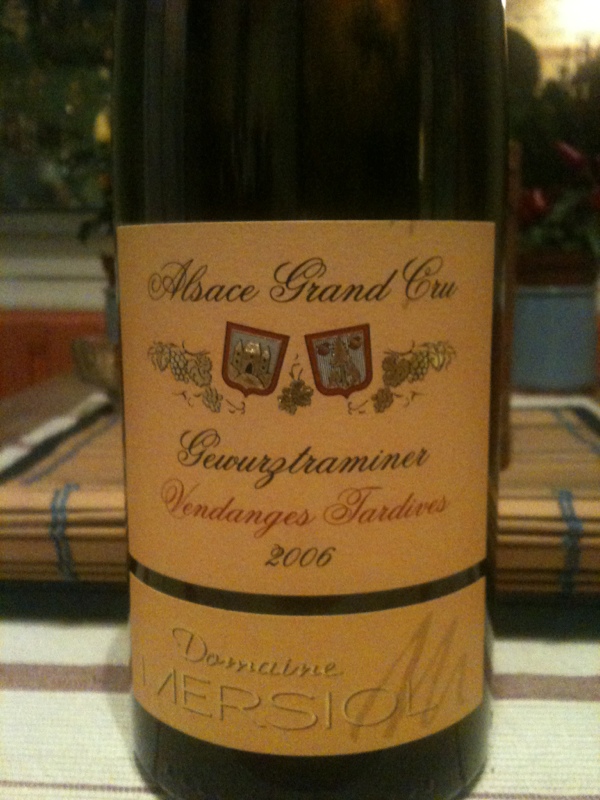 Alsace Grand Cru
Gewurztraminer
Vendanges Tardives
2006
Domaine
MERSIOL